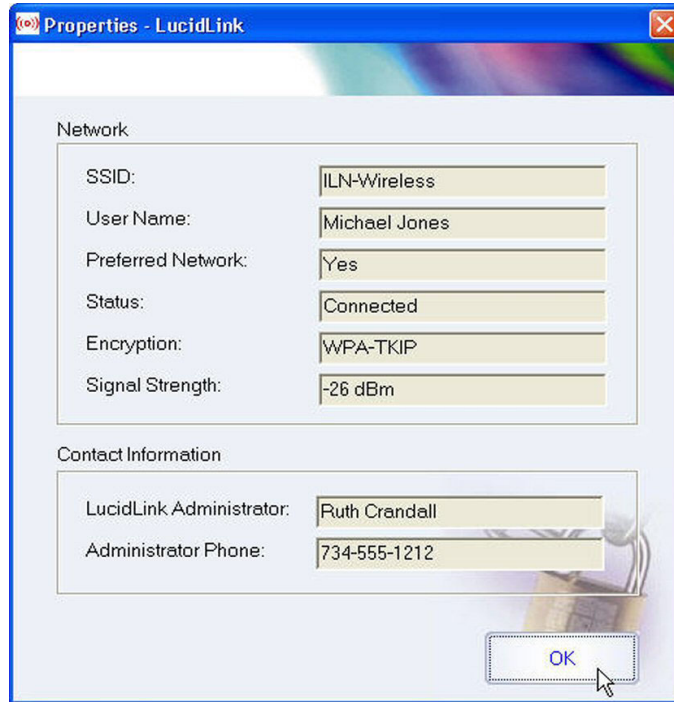 Properties - LucidLink
Network
SSID: ILN-Wireless
User Name: Michael Jones
Preferred Network: Yes
Status: Connected
Encryption: WPA-TKIP
Signal Strength: -26 dBm
Contact Information
LucidLink Administrator: Ruth Crandall
Administrator Phone: 734-555-1212
OK